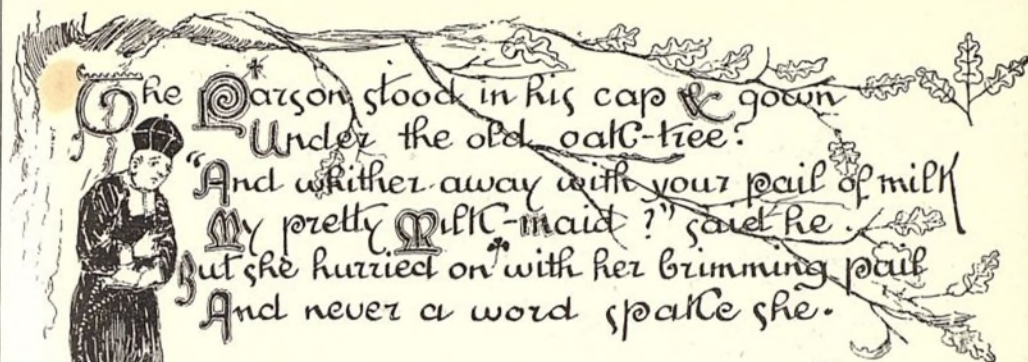 The Parson stood in his cap & gown
Under the old oak-tree:
"And whither away with your pail of milk
My pretty Milk-maid?" said he.
But she hurried on with her brimming pail
And never a word spake she.